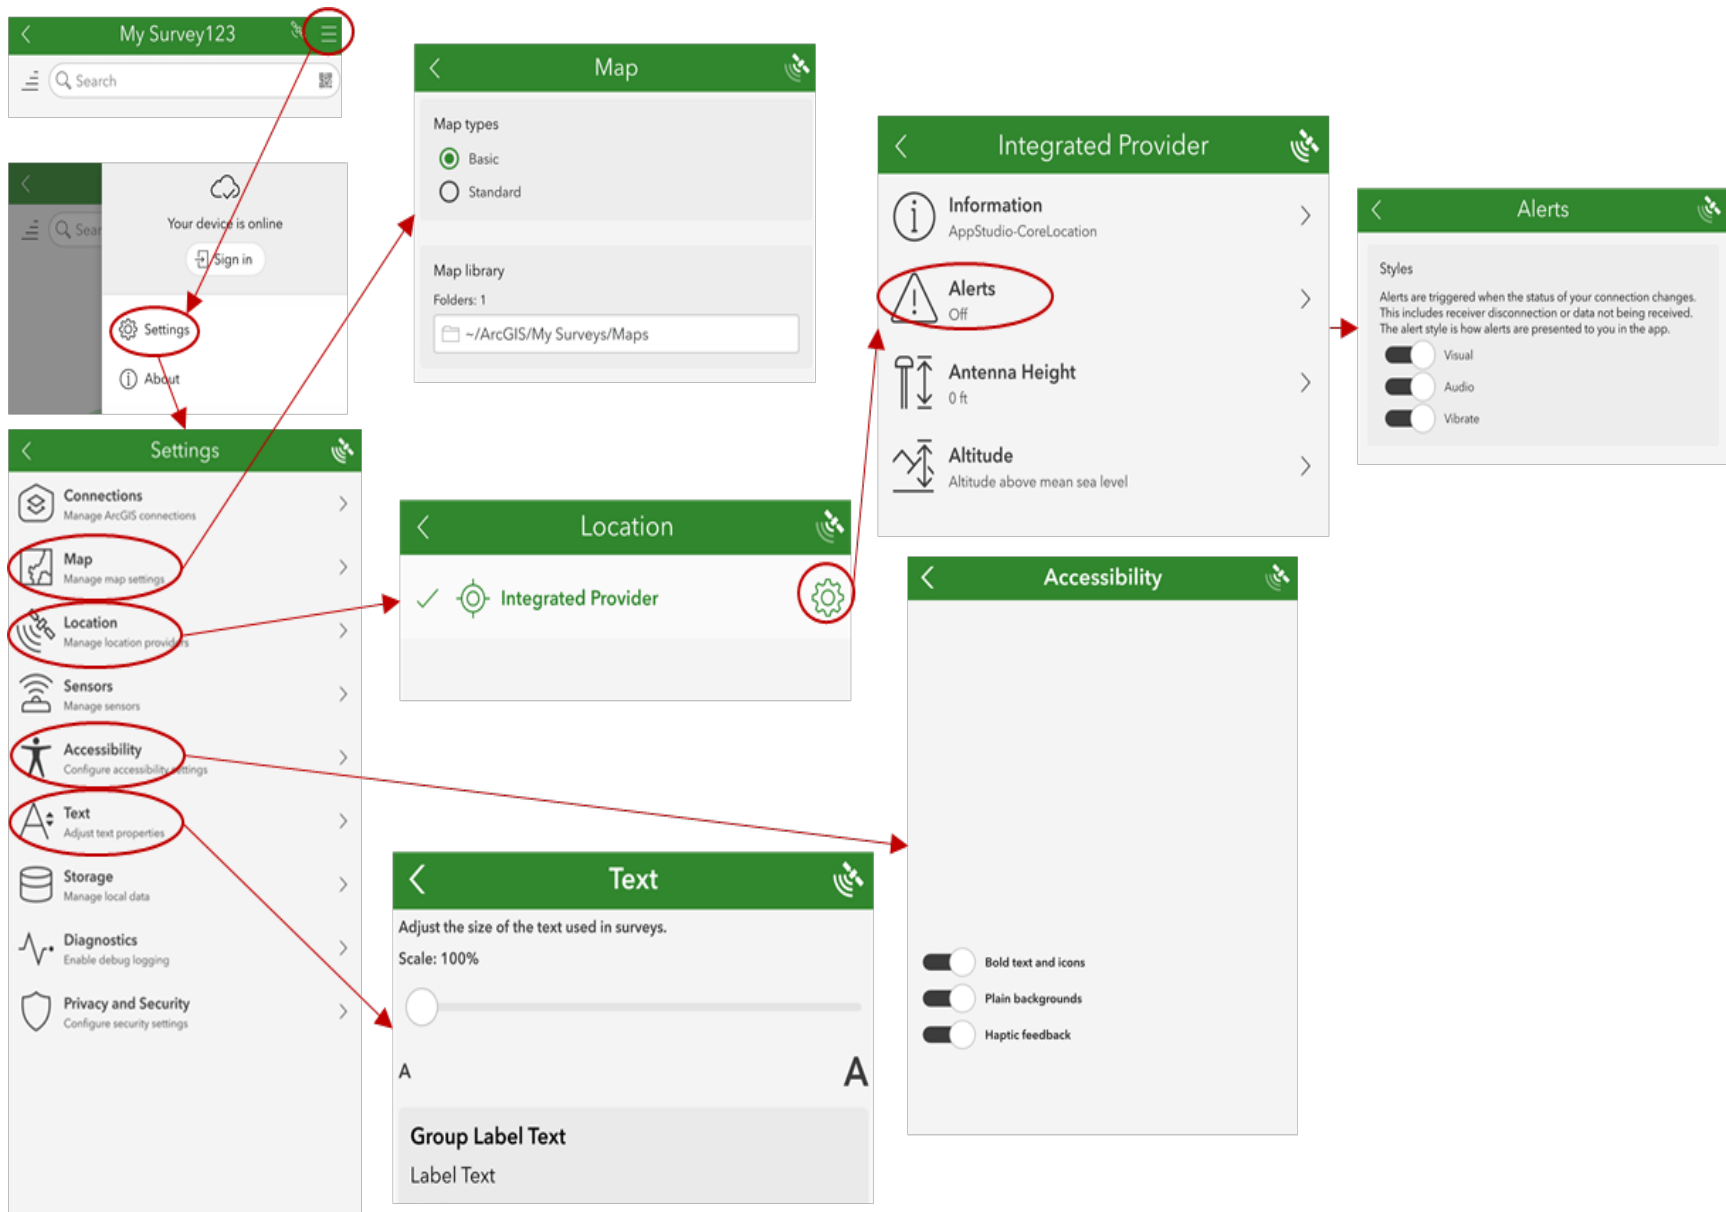 My Survey123
Search
Sear
Your device is online
Sign in
Settings
About
Settings
Connections
Manage ArcGIS connections
Map
Manage map settings
Location
Manage location providers
Sensors
Manage sensors
Accessibility
Configure accessibility settings
Text
Adjust text properties
Storage
Manage local data
Diagnostics
Enable debug logging
Privacy and Security
Configure security settings
Map
Map types
Basic
Standard
Map library
Folders: 1
~/ArcGIS/My Surveys/Maps
Location
Integrated Provider
Text
Adjust the size of the text used in surveys.
Scale: 100%
A A
Group Label Text
Label Text
Integrated Provider
Information
AppStudio-CoreLocation
Alerts
Off
Antenna Height
0 ft
Altitude
Altitude above mean sea level
Accessibility
Bold text and icons
Plain backgrounds
Haptic feedback
Alerts
Styles
Alerts are triggered when the status of your connection changes.
This includes receiver disconnection or data not being received.
The alert style is how alerts are presented to you in the app.
Visual
Audio
Vibrate